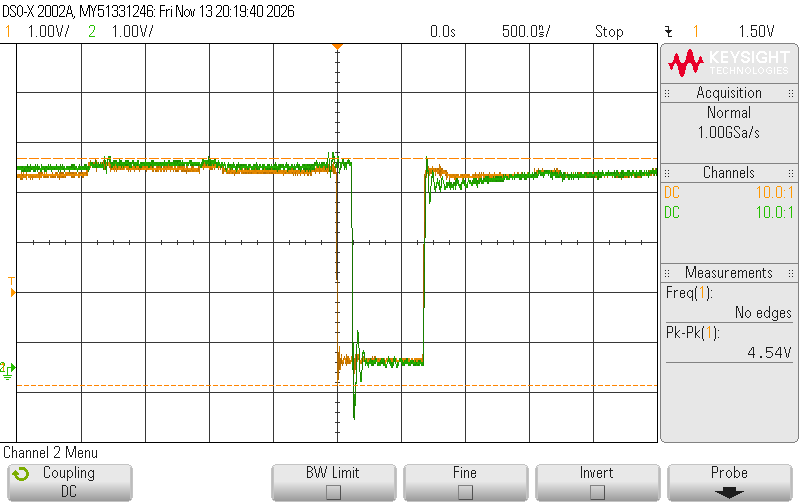 DSO-X 2002A, MY51331246: Fri Nov 13 20:19:40 2026
1 1.00V/ 2 1.00V/ 0.0s 500.0ns/ Stop 1 1.50V
KEYSIGHT
TECHNOLOGIES
Acquisition
Normal
1.00GSa/s
Channels
DC 10.0:1
DC 10.0:1
Measurements
Freq(1):
No edges
Pk-Pk(1):
4.54V
T
2
Channel 2 Menu
Coupling
DC
BW Limit
Fine
Invert
Probe